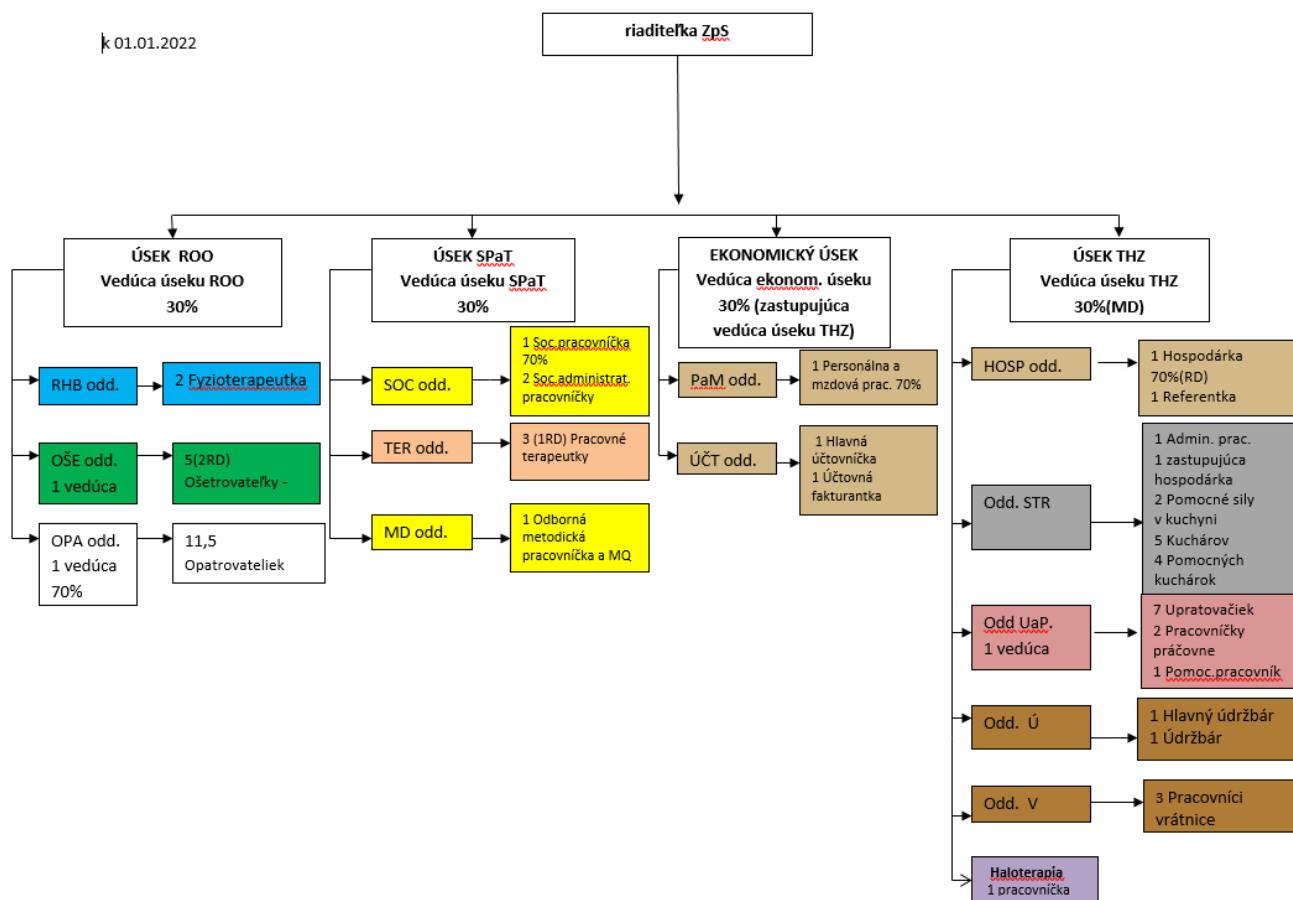 k 01.01.2022
riaditeľka ZpS
ÚSEK ROO
Vedúca úseku ROO
30%
RHB odd.
2 Fyzioterapeutka
OŠE odd.
1 vedúca
5(2RD)
Ošetrovateľky -
OPA odd.
1 vedúca
70%
11,5
Opatrovateliek
ÚSEK SPaT
Vedúca úseku SPaT
30%
SOC odd.
1 Soc.pracovníčka
70%
2 Soc.administrat.
pracovníčky
TER odd.
3 (1RD) Pracovné
terapeutky
MD odd.
1 Odborná
metodická
pracovníčka a MQ
EKONOMICKÝ ÚSEK
Vedúca ekonom. úseku
30% (zastupujúca
vedúca úseku THZ)
PaM odd.
1 Personálna a
mzdová prac. 70%
ÚČT odd.
1 Hlavná
účtovníčka
1 Účtovná
fakturantka
ÚSEK THZ
Vedúca úseku THZ
30%(MD)
HOSP odd.
1 Hospodárka
70%(RD)
1 Referentka
Odd. STR
1 Admin. prac.
1 zastupujúca
hospodárka
2 Pomocné sily
v kuchyni
5 Kuchárov
4 Pomocných
kuchárok
Odd UaP.
1 vedúca
7 Upratovačiek
2 Pracovníčky
práčovne
1 Pomoc.pracovník
Odd. Ú
1 Hlavný údržbár
1 Údržbár
Odd. V
3 Pracovníci
vrátnice
Haloterapia
1 pracovníčka